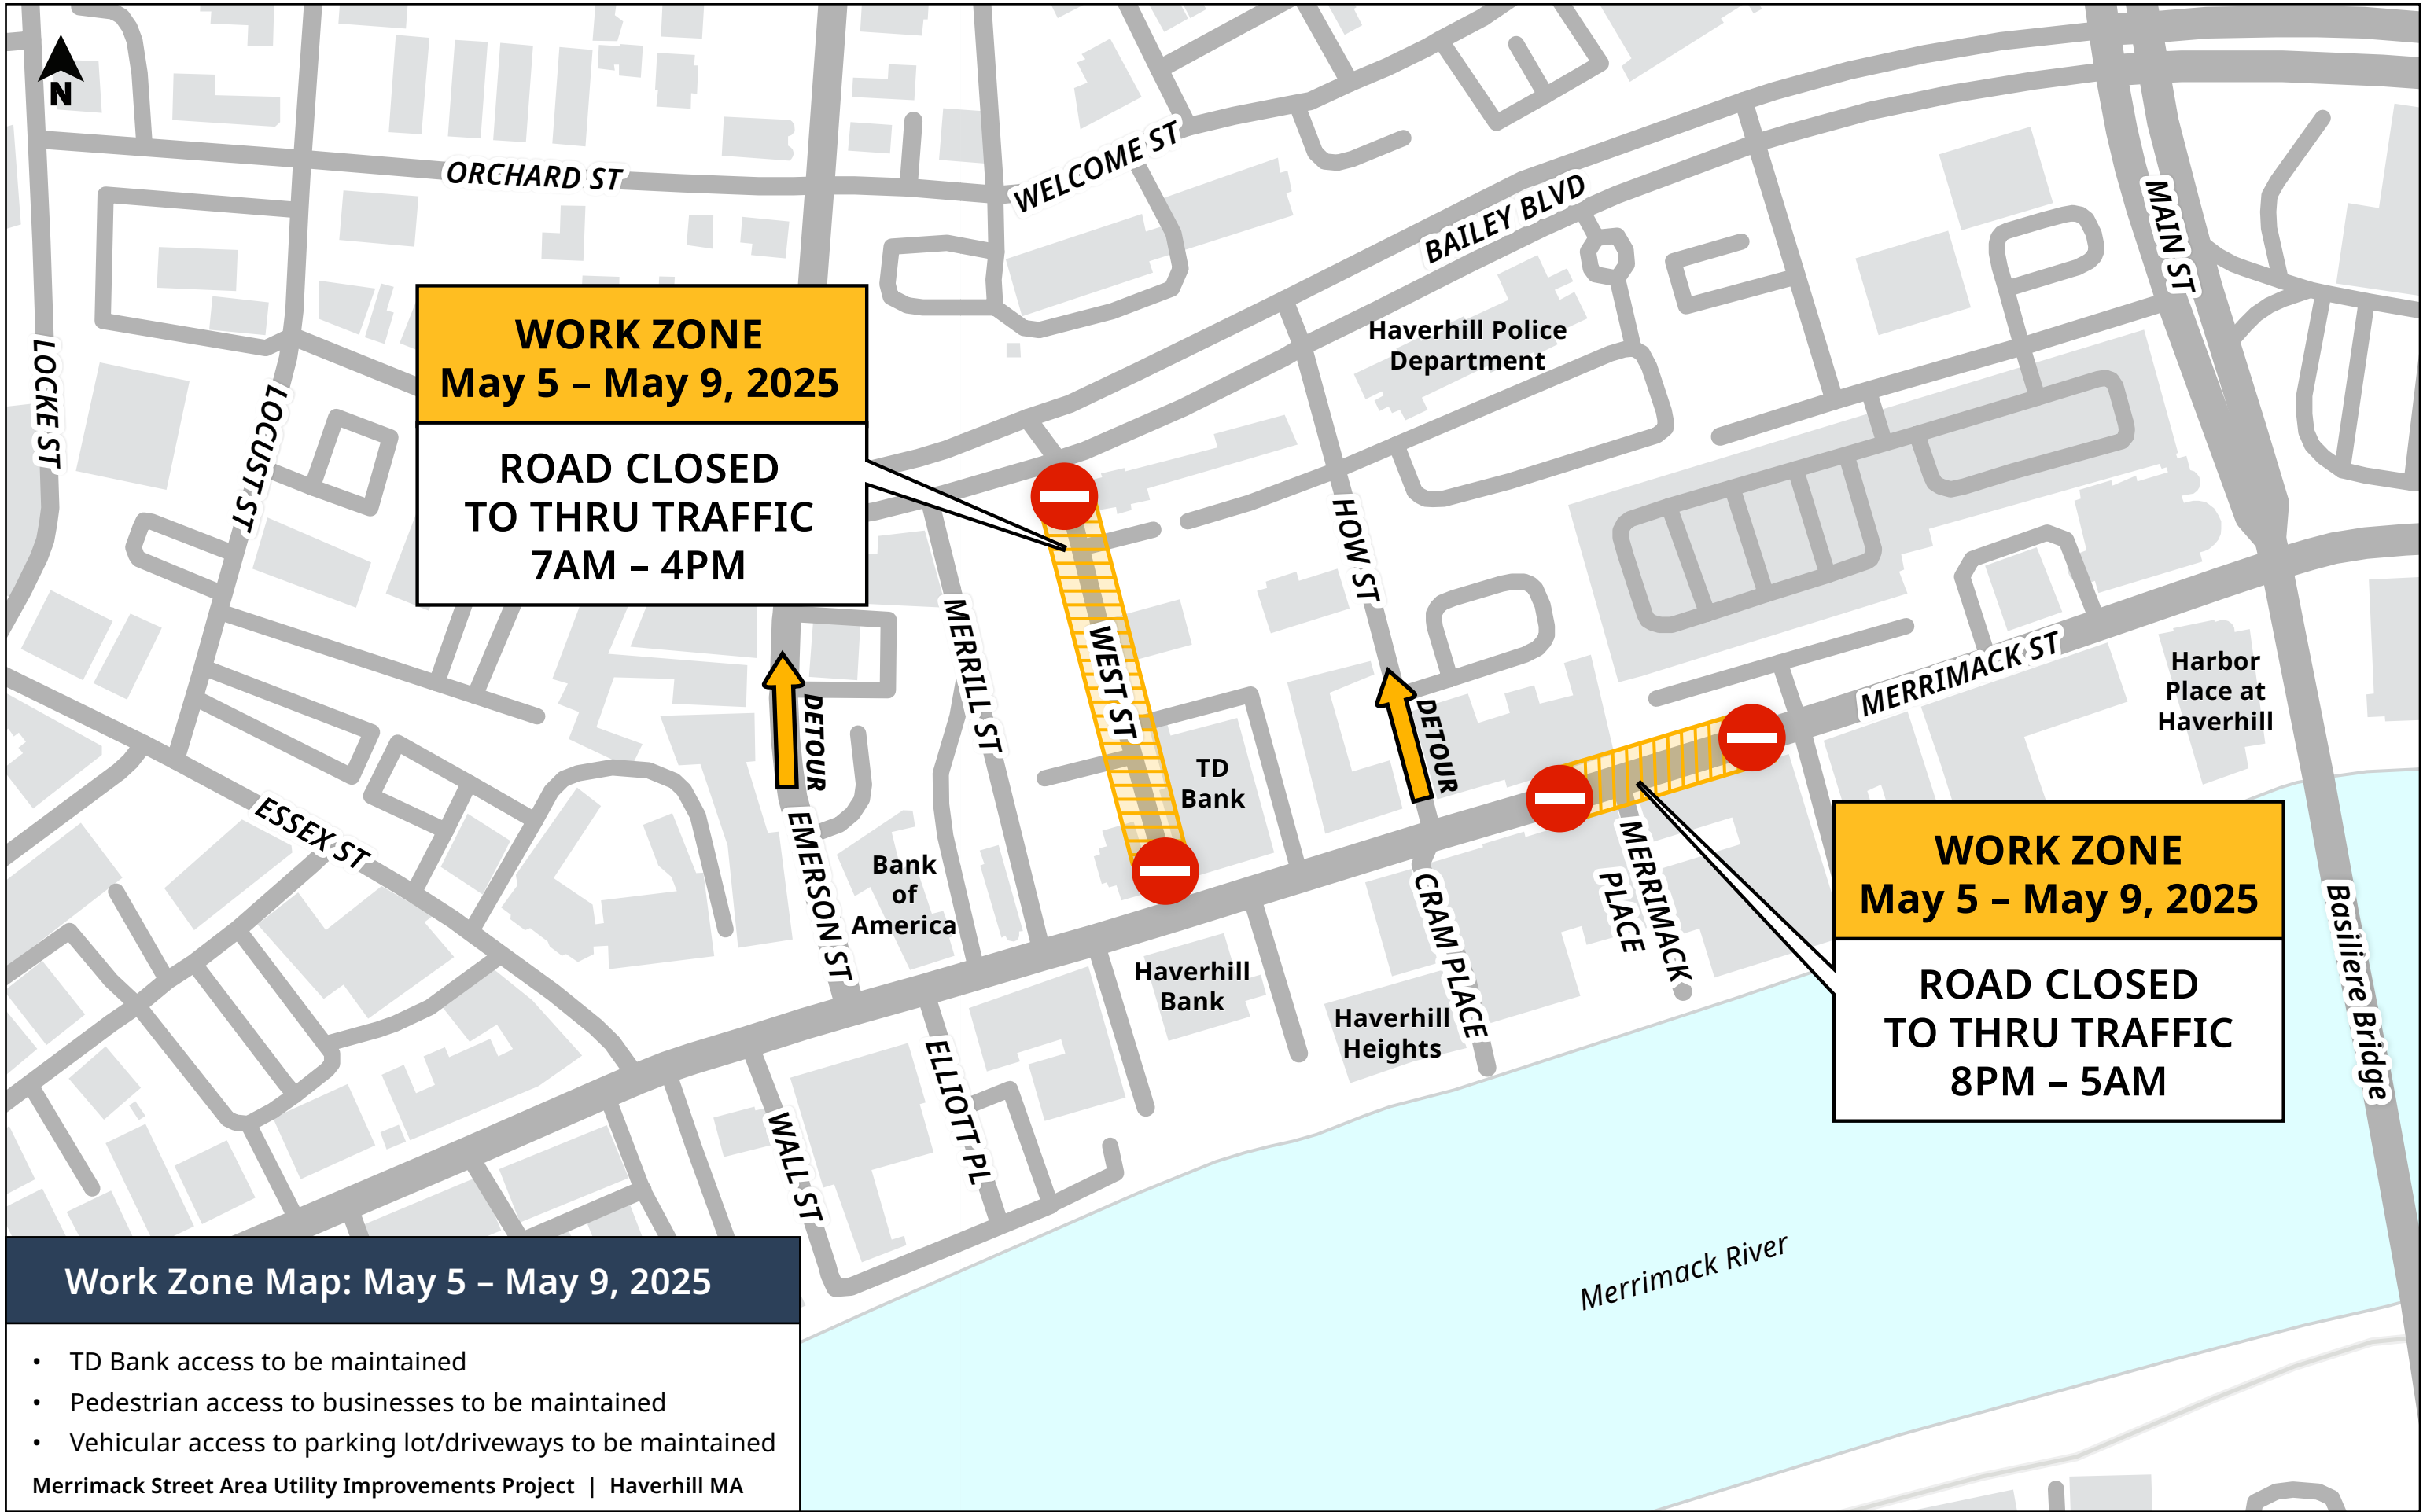 N
ORCHARD ST
WELCOME ST
BAILEY BLVD
MAIN ST
LOCKE ST
LOCUST ST
WORK ZONE
May 5 – May 9, 2025
ROAD CLOSED
TO THRU TRAFFIC
7AM – 4PM
Haverhill Police
Department
HOW ST
MERRILL ST
WEST ST
DETOUR
DETOUR
MERRIMACK ST
Harbor
Place at
Haverhill
TD
Bank
ESSEX ST
EMERSON ST
Bank
of
America
MERRIMACK
PLACE
CRAM PLACE
WORK ZONE
May 5 – May 9, 2025
ROAD CLOSED
TO THRU TRAFFIC
8PM – 5AM
Basiliere Bridge
Haverhill
Bank
Haverhill
Heights
ELLIOTT PL
WALL ST
Merrimack River
Work Zone Map: May 5 – May 9, 2025
• TD Bank access to be maintained
• Pedestrian access to businesses to be maintained
• Vehicular access to parking lot/driveways to be maintained
Merrimack Street Area Utility Improvements Project | Haverhill MA